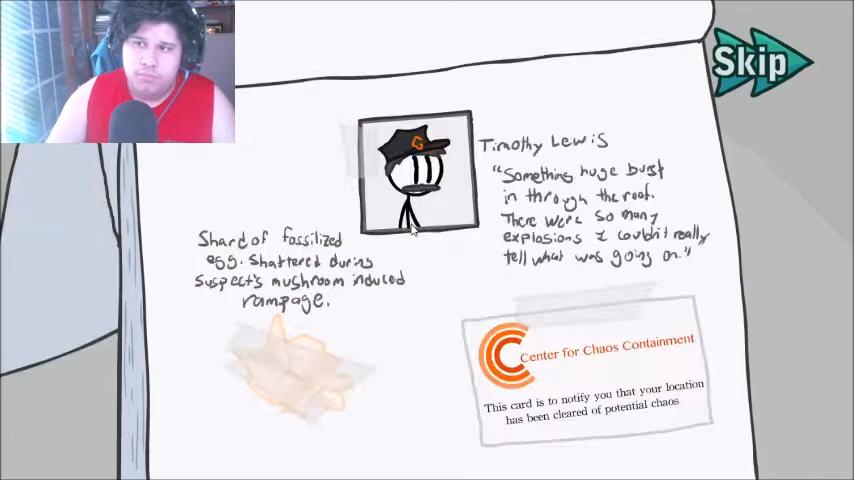 Skip
Timothy Lewis
"Something huge burst
in through the roof.
There were so many
explosions I couldn't really
tell what was going on."
Shard of fossilized
egg. Shattered during
suspect's mushroom induced
rampage.
Center for Chaos Containment
This card is to notify you that your location
has been cleared of potential chaos